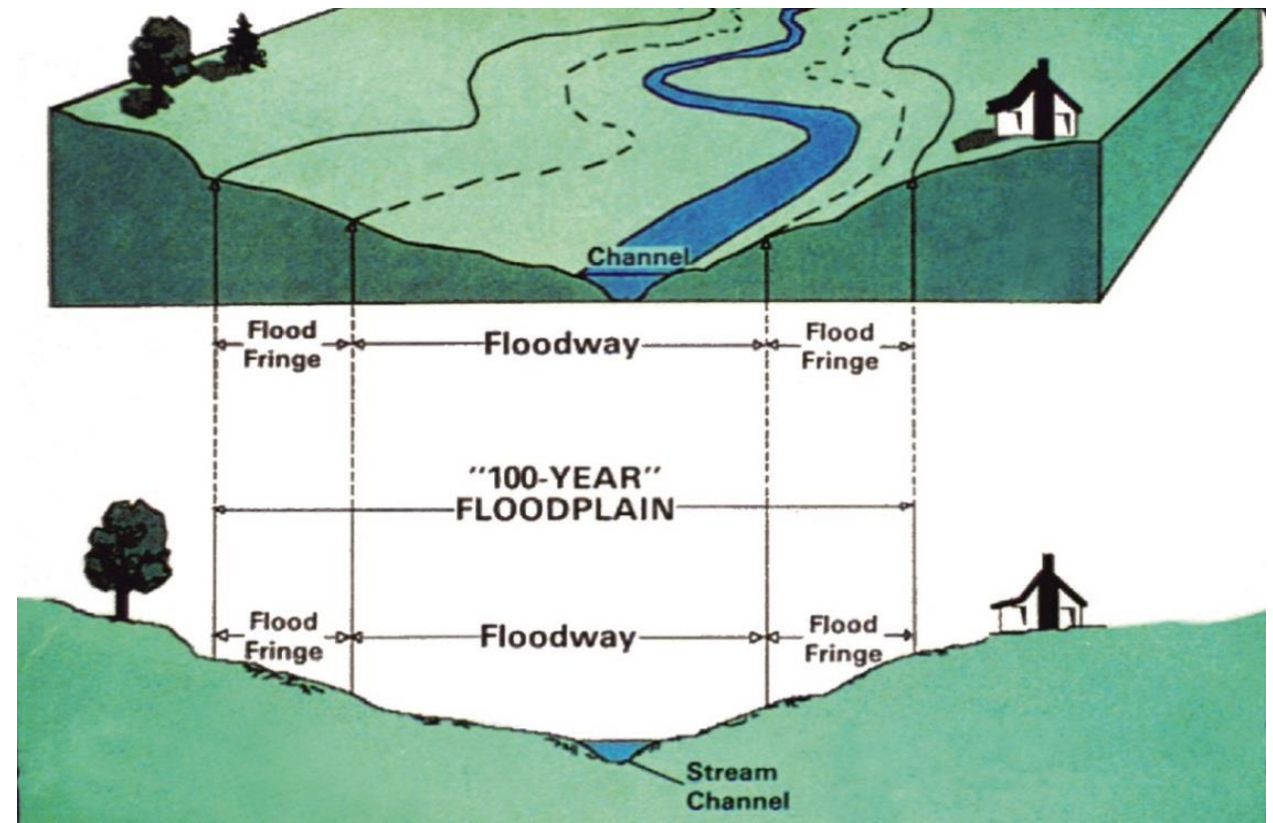 Channel
Flood
Fringe
Floodway
Flood
Fringe
"100-YEAR"
FLOODPLAIN
Flood
Fringe
Floodway
Flood
Fringe
Stream
Channel